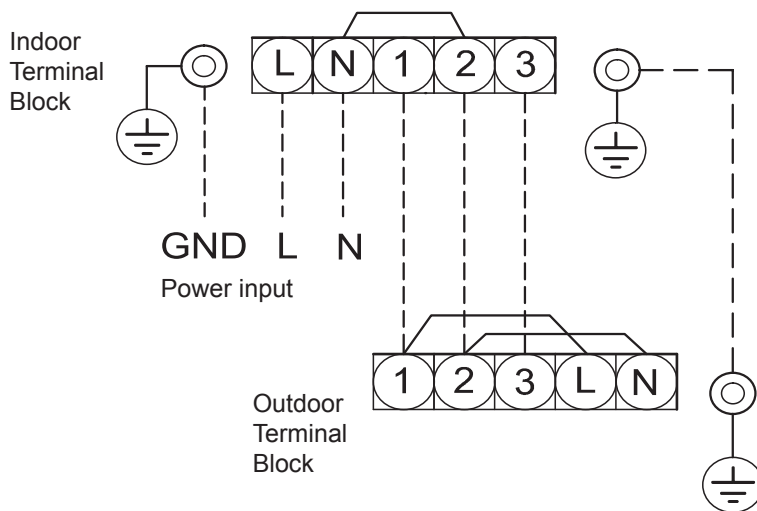 Indoor
Terminal
Block
L N 1 2 3
GND L N
Power input
1 2 3 L N
Outdoor
Terminal
Block